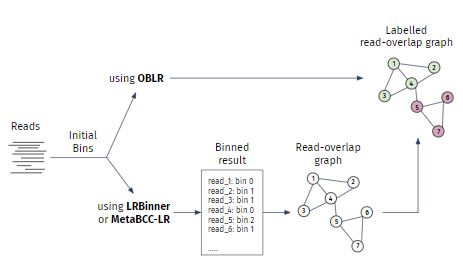 Labelled
read-overlap graph
1
2
3
4
5
6
7
using OBLR
Reads
Initial
Bins
using LRBinner
or MetaBCC-LR
Binned
result
read_1: bin 0
read_2: bin 1
read_3: bin 1
read_4: bin 0
read_5: bin 2
read_6: bin 1
.....
Read-overlap
graph
1
2
3
4
5
6
7